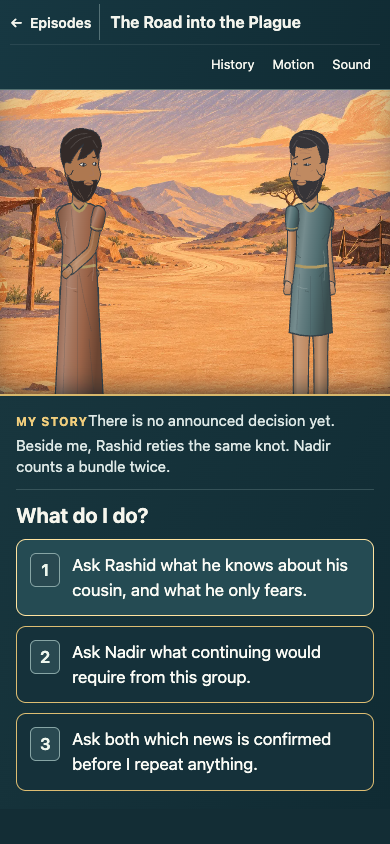 ← Episodes
The Road into the Plague
History Motion Sound
MY STORYThere is no announced decision yet.
Beside me, Rashid reties the same knot. Nadir
counts a bundle twice.
What do I do?
1
Ask Rashid what he knows about his
cousin, and what he only fears.
2
Ask Nadir what continuing would
require from this group.
3
Ask both which news is confirmed
before I repeat anything.